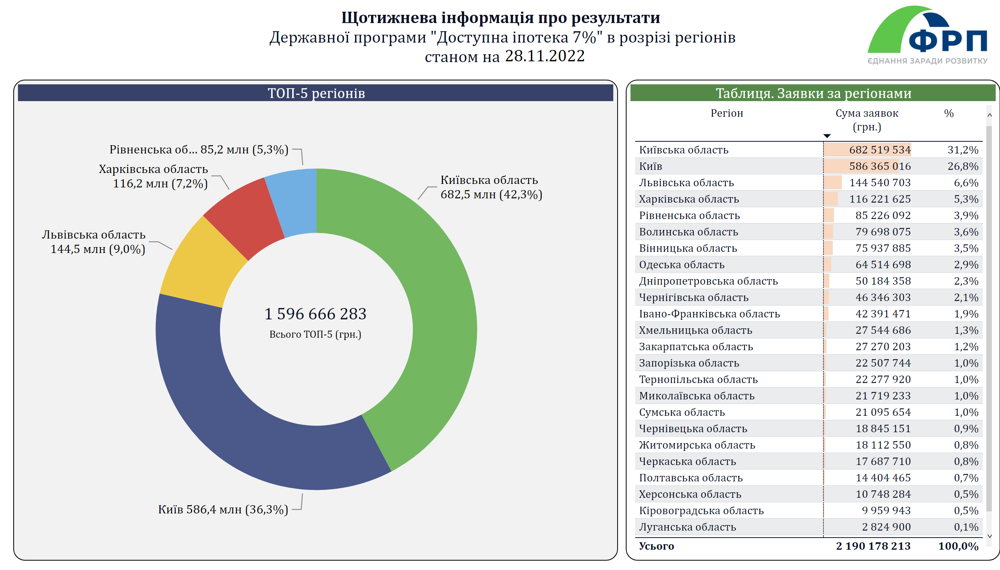 Щотижнева інформація про результати
Державної програми "Доступна іпотека 7%" в розрізі регіонів
станом на 28.11.2022
ФРП
ЄДНАННЯ ЗАРАДИ РОЗВИТКУ
ТОП-5 регіонів
Рівненська об... 85,2 млн (5,3%)
Харківська область
116,2 млн (7,2%)
Київська область
682,5 млн (42,3%)
Львівська область
144,5 млн (9,0%)
1 596 666 283
Всього ТОП-5 (грн.)
Київ 586,4 млн (36,3%)
Таблиця. Заявки за регіонами
Регіон Сума заявок %
(грн.)
Київська область 682 519 534 31,2%
Київ 586 365 016 26,8%
Львівська область 144 540 703 6,6%
Харківська область 116 221 625 5,3%
Рівненська область 85 226 092 3,9%
Волинська область 79 698 075 3,6%
Вінницька область 75 937 885 3,5%
Одеська область 64 514 698 2,9%
Дніпропетровська область 50 184 358 2,3%
Чернігівська область 46 346 303 2,1%
Івано-Франківська область 42 391 471 1,9%
Хмельницька область 27 544 686 1,3%
Закарпатська область 27 270 203 1,2%
Запорізька область 22 507 744 1,0%
Тернопільська область 22 277 920 1,0%
Миколаївська область 21 719 233 1,0%
Сумська область 21 095 654 1,0%
Чернівецька область 18 845 151 0,9%
Житомирська область 18 112 550 0,8%
Черкаська область 17 687 710 0,8%
Полтавська область 14 404 465 0,7%
Херсонська область 10 748 284 0,5%
Кіровоградська область 9 959 943 0,5%
Луганська область 2 824 900 0,1%
Усього 2 190 178 213 100,0%